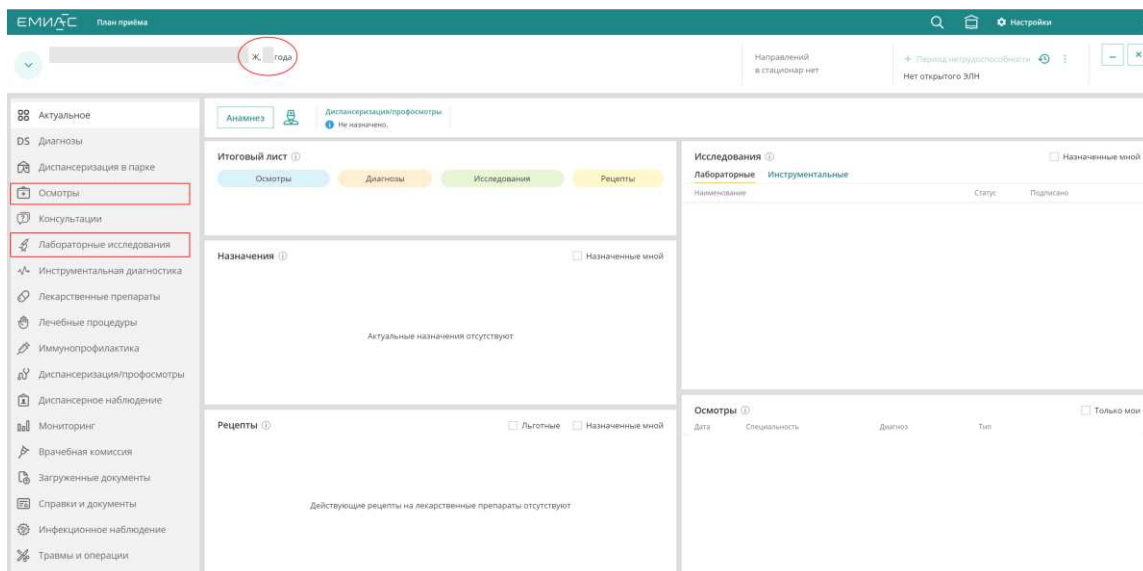 ЕМИАС План приёма Настройки
Ж, года
Направлений
в стационар нет
+ Период нетрудоспособности
Нет открытого ЭЛН
Актуальное
DS Диагнозы
Диспансеризация в парке
Осмотры
Консультации
Лабораторные исследования
Инструментальная диагностика
Лекарственные препараты
Лечебные процедуры
Иммунопрофилактика
Диспансеризация/профосмотры
Диспансерное наблюдение
Мониторинг
Врачебная комиссия
Загруженные документы
Справки и документы
Инфекционное наблюдение
Травмы и операции
Анамнез
Диспансеризация/профосмотры
Не назначено.
Итоговый лист
Осмотры Диагнозы Исследования Рецепты
Назначения Назначенные мной
Актуальные назначения отсутствуют
Рецепты Льготные Назначенные мной
Действующие рецепты на лекарственные препараты отсутствуют
Исследования Назначенные мной
Лабораторные Инструментальные
Наименование Статус Подписано
Осмотры Только мои
Дата Специальность Диагноз Тип